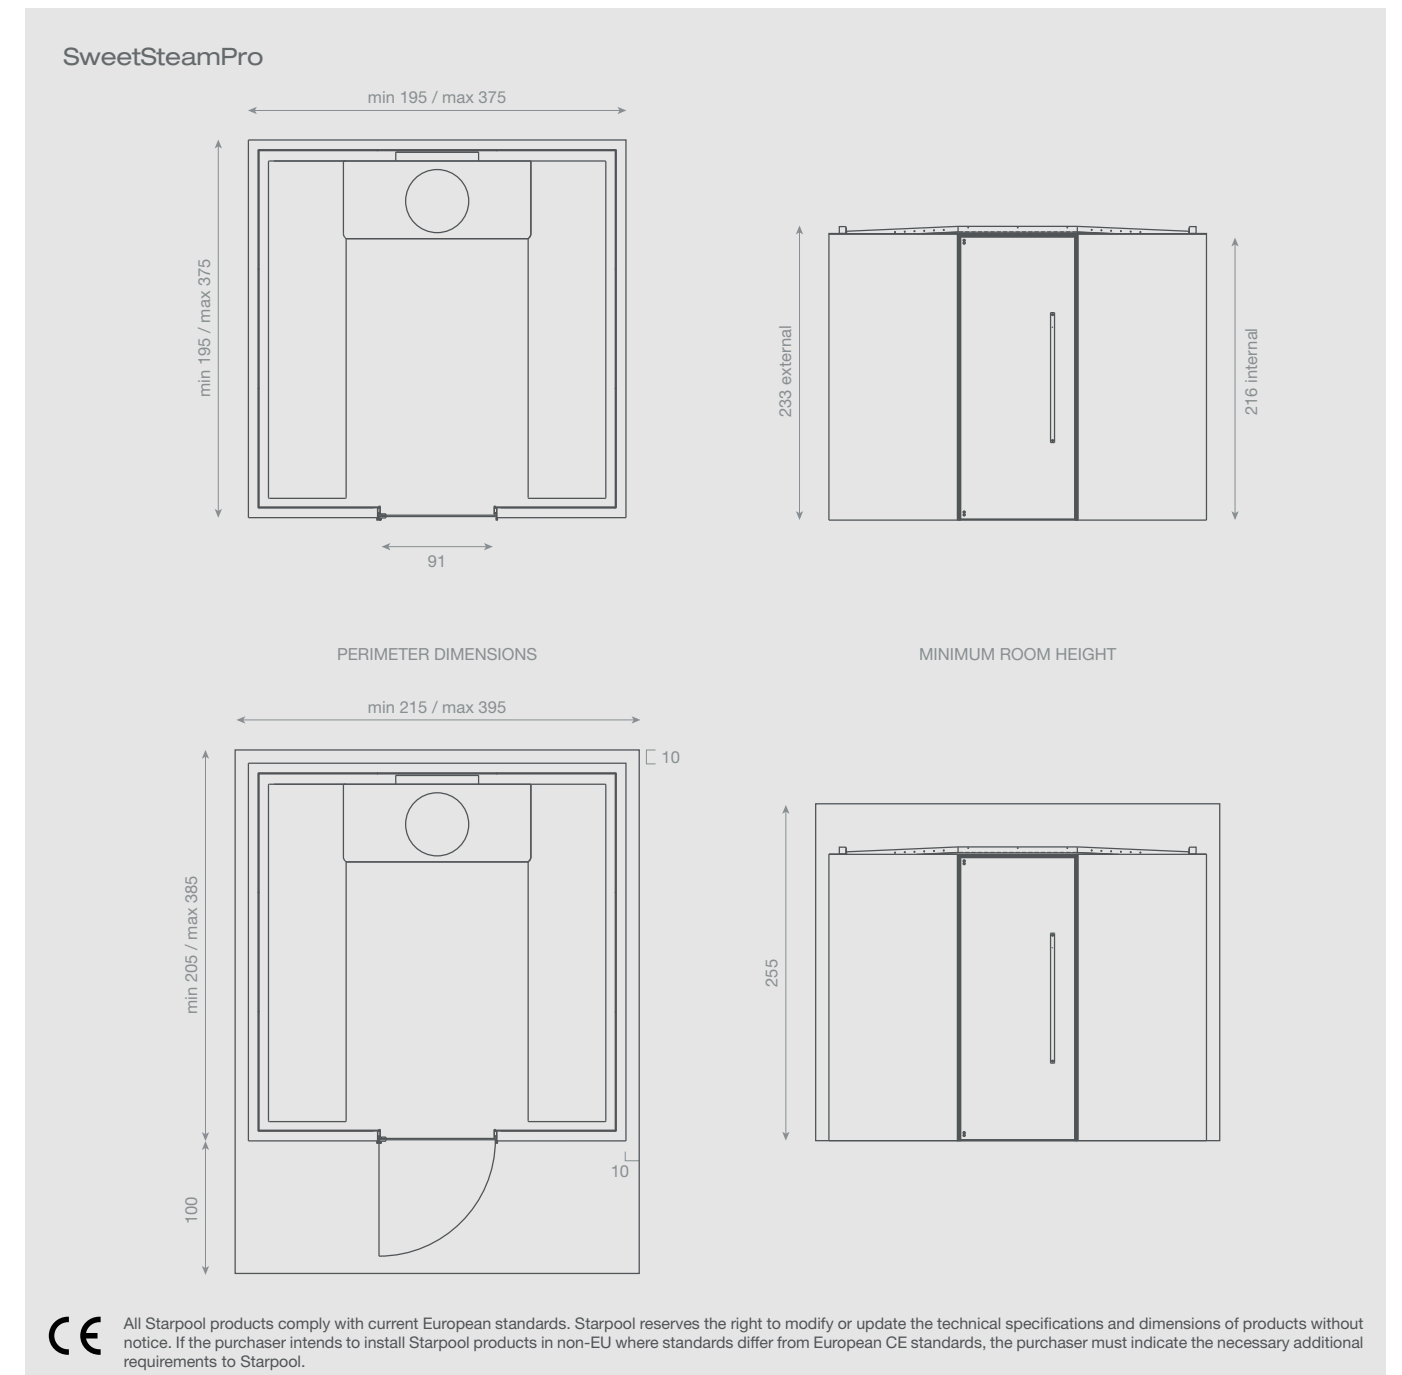 SweetSteamPro
min 195 / max 375
min 195 / max 375
91
233 external
216 internal
PERIMETER DIMENSIONS
MINIMUM ROOM HEIGHT
min 215 / max 395
10
min 205 / max 385
10
100
255
CE
All Starpool products comply with current European standards. Starpool reserves the right to modify or update the technical specifications and dimensions of products without
notice. If the purchaser intends to install Starpool products in non-EU where standards differ from European CE standards, the purchaser must indicate the necessary additional
requirements to Starpool.